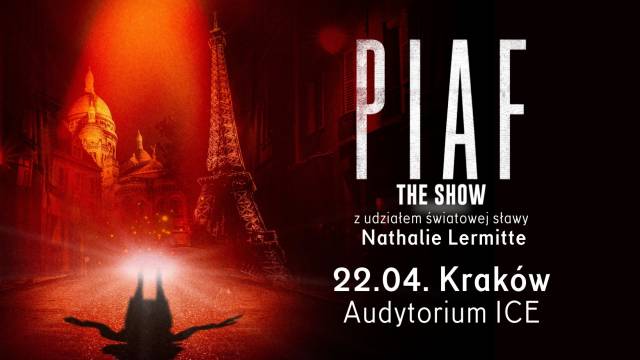 PIAF
THE SHOW
z udziałem światowej sławy
Nathalie Lermitte
22.04. Kraków
Audytorium ICE